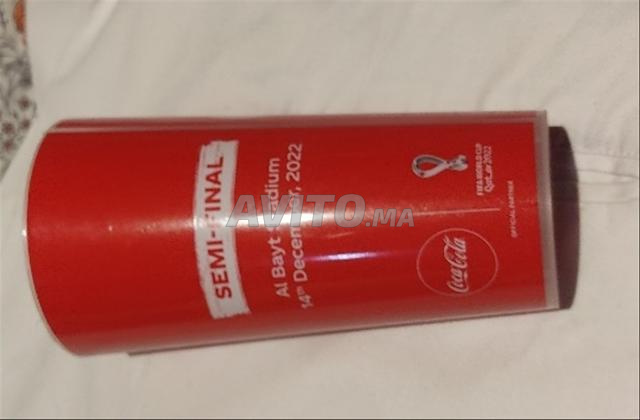 SEMI-FINAL
Al Bayt Stadium
14th December, 2022
AVITO.MA
FIFA WORLD CUP
Qatar 2022
OFFICIAL PARTNER
Coca-Cola